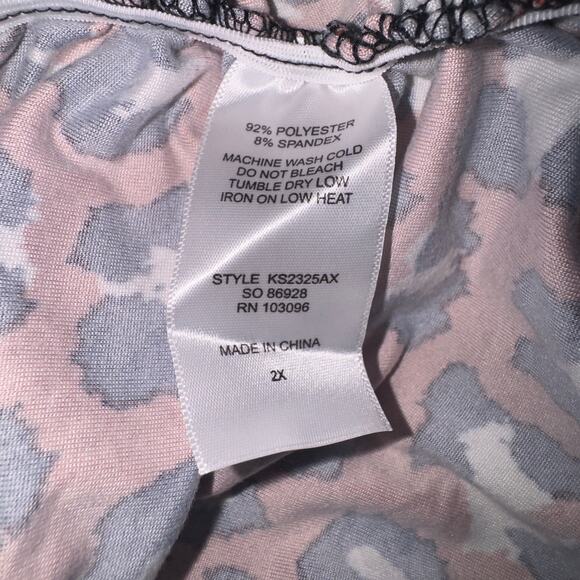 92% POLYESTER
8% SPANDEX
MACHINE WASH COLD
DO NOT BLEACH
TUMBLE DRY LOW
IRON ON LOW HEAT
STYLE KS2325AX
SO 86928
RN 103096
MADE IN CHINA
2X